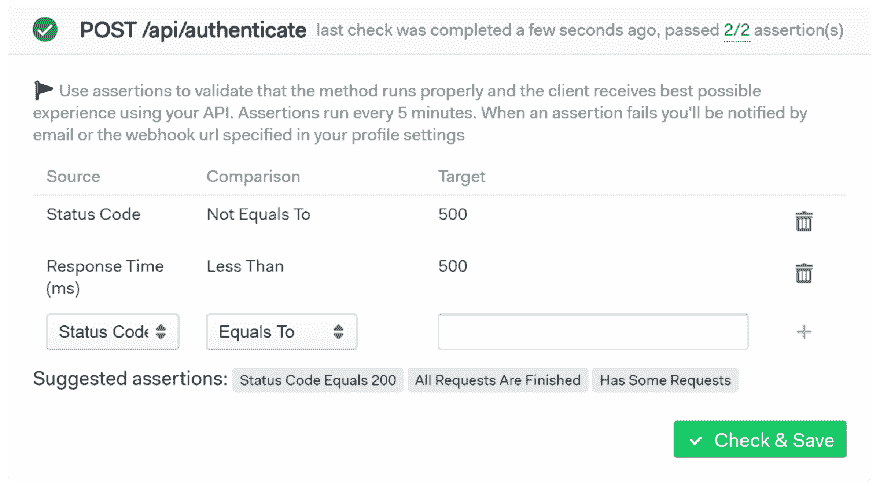 POST /api/authenticate last check was completed a few seconds ago, passed 2/2 assertion(s)
Use assertions to validate that the method runs properly and the client receives best possible
experience using your API. Assertions run every 5 minutes. When an assertion fails you'll be notified by
email or the webhook url specified in your profile settings
Source Comparison Target
Status Code Not Equals To 500
Response Time Less Than 500
(ms)
Status Code Equals To
Suggested assertions: Status Code Equals 200 All Requests Are Finished Has Some Requests
Check & Save